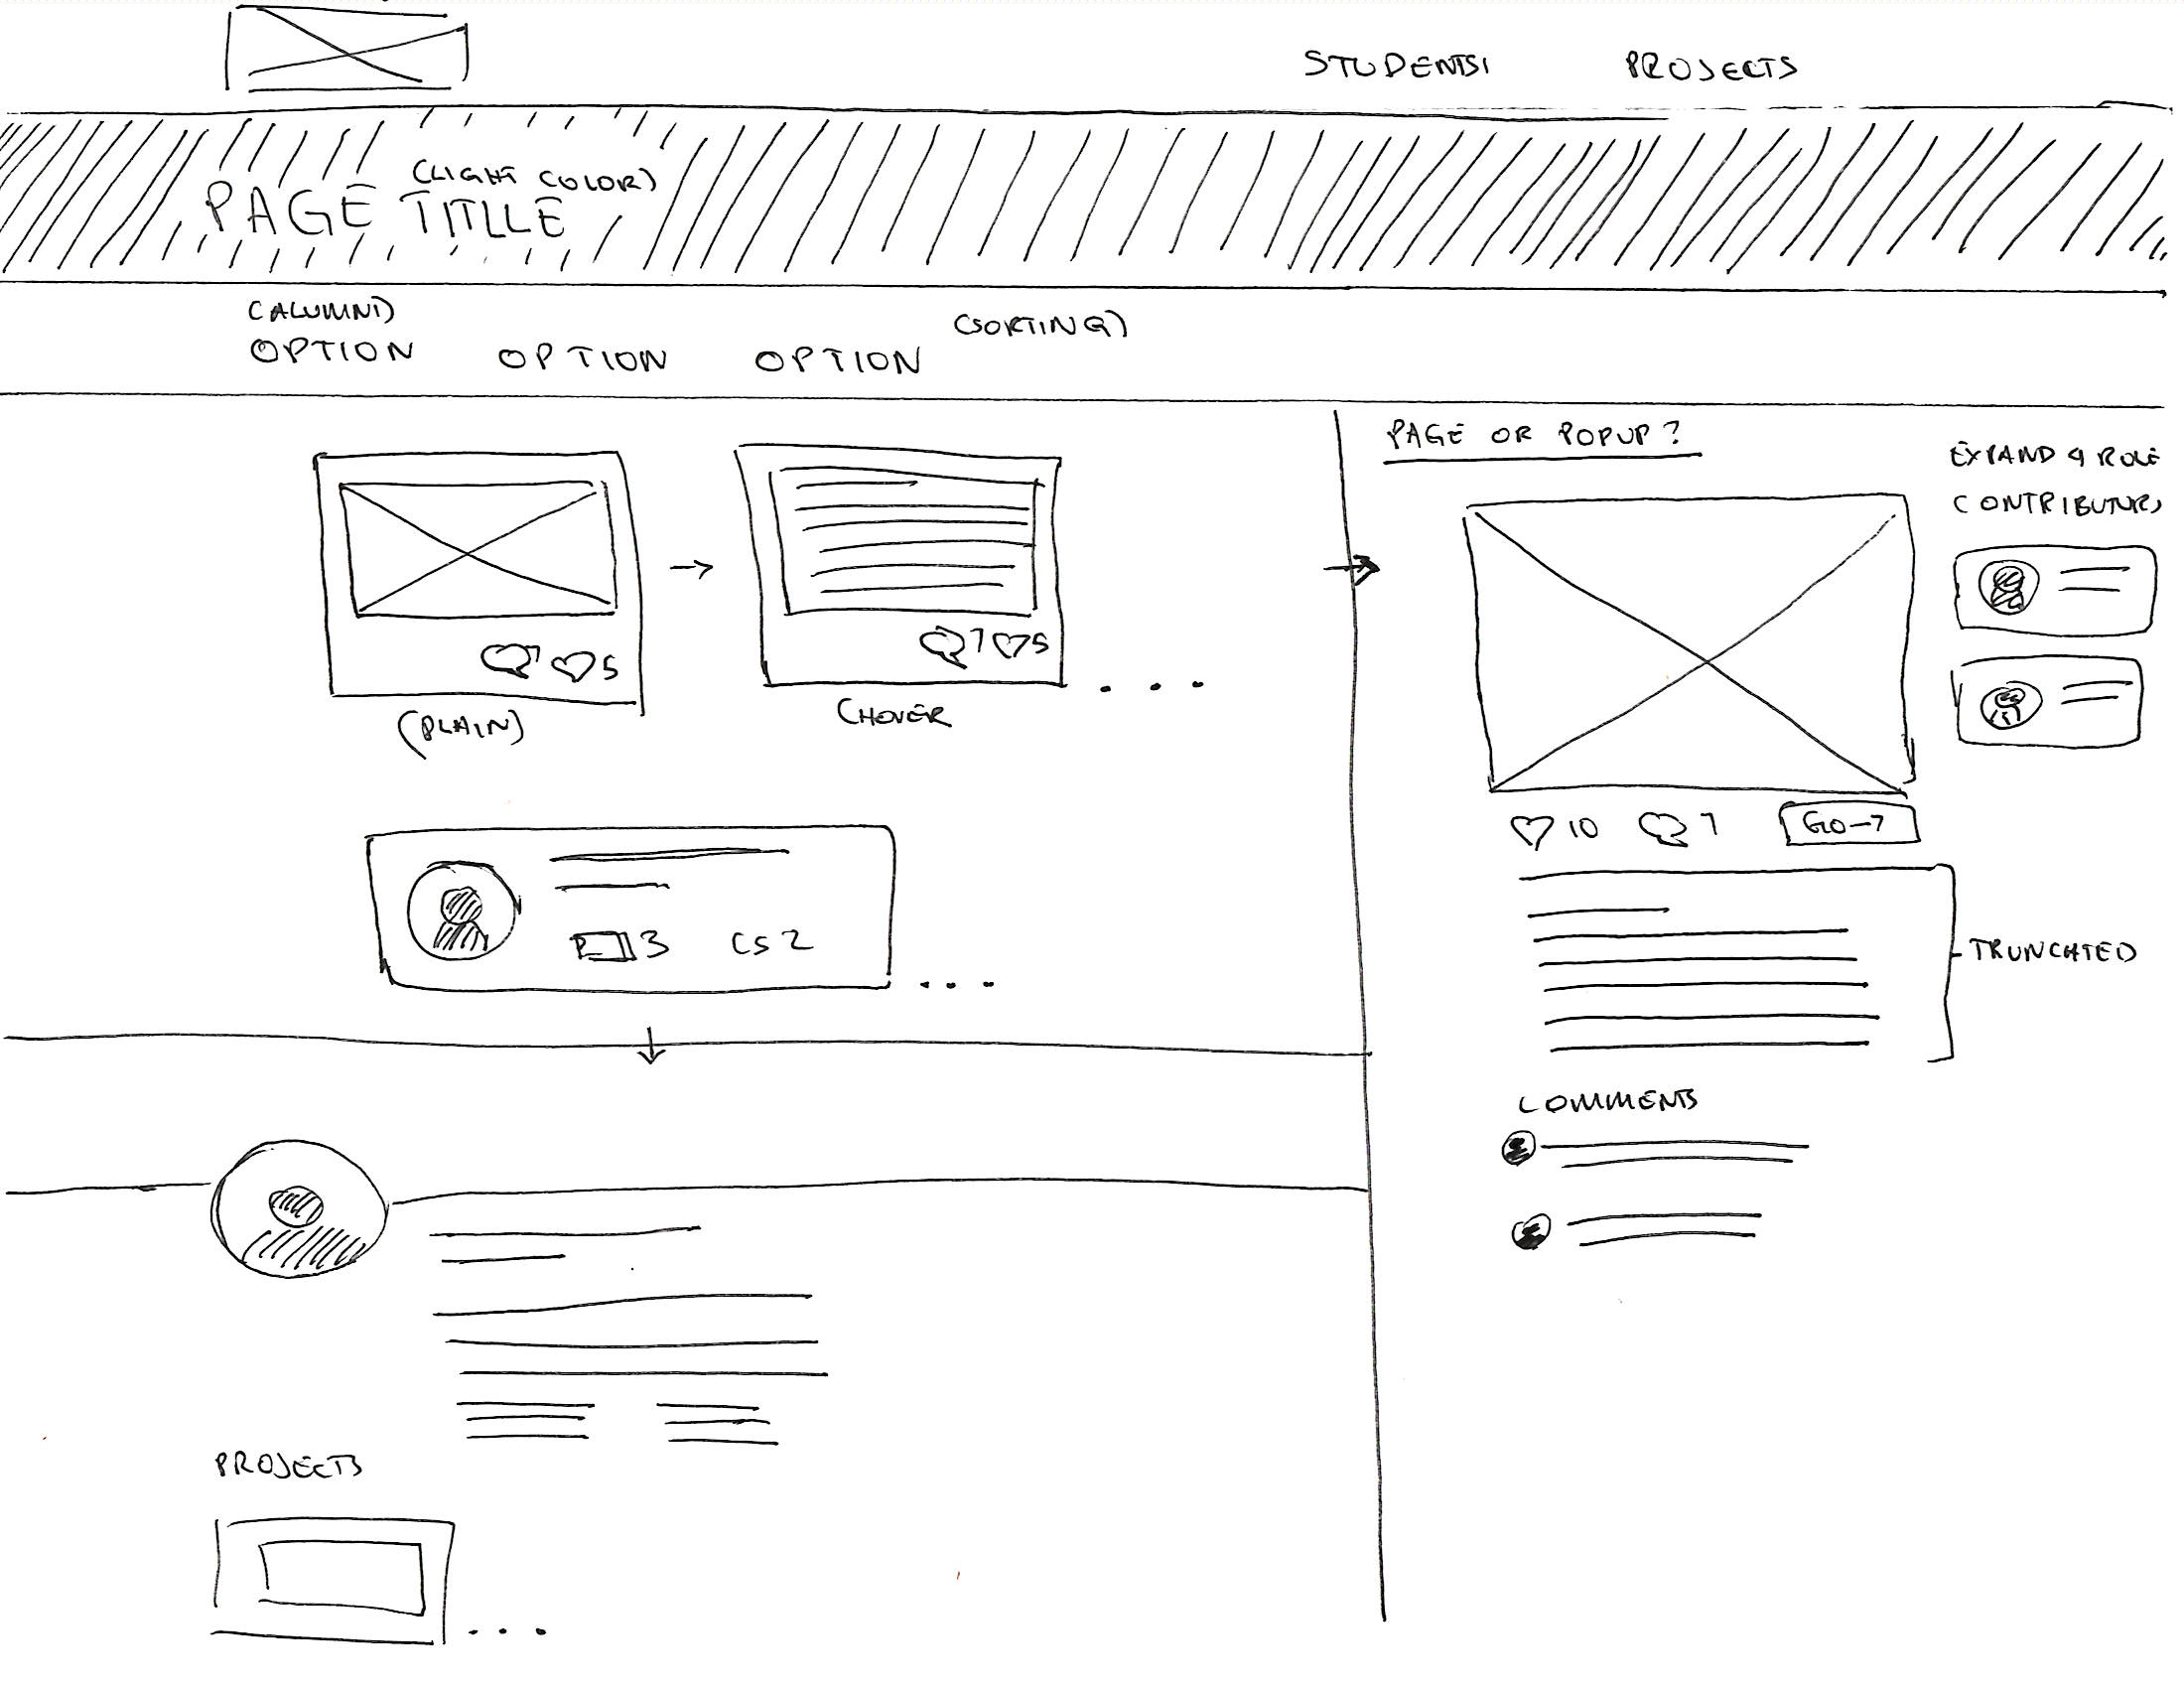 STUDENTS
PROJECTS
(LIGHT COLOR)
PAGE TITLLE
(ALUMNI)
(SORTING)
OPTION OPTION OPTION
PAGE OR POPUP?
EXPAND 4 ROLE
CONTRIBUTORS
7 5
7 5
(PLAIN)
(HOVER
10 7 GO→
3 CS 2
TRUNCATED
COMMENTS
PROJECTS